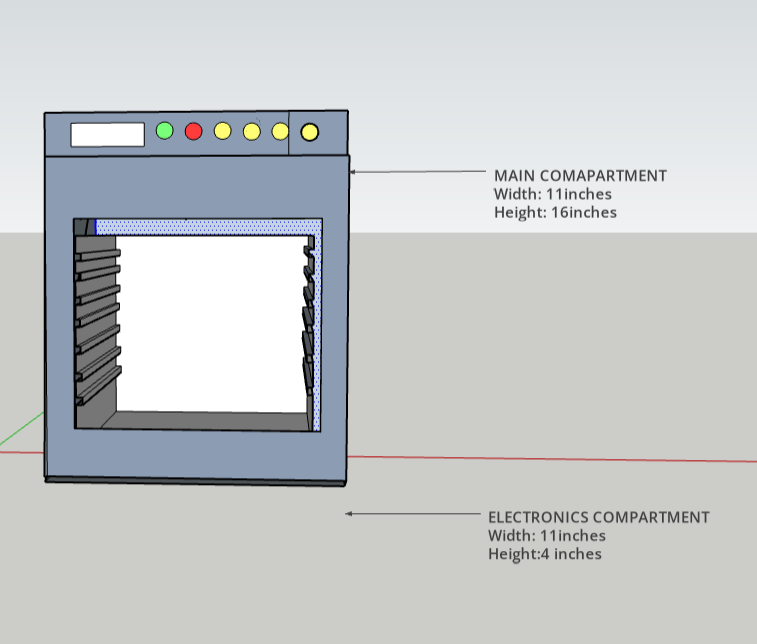 MAIN COMAPARTMENT
Width: 11inches
Height: 16inches
ELECTRONICS COMPARTMENT
Width: 11inches
Height:4 inches